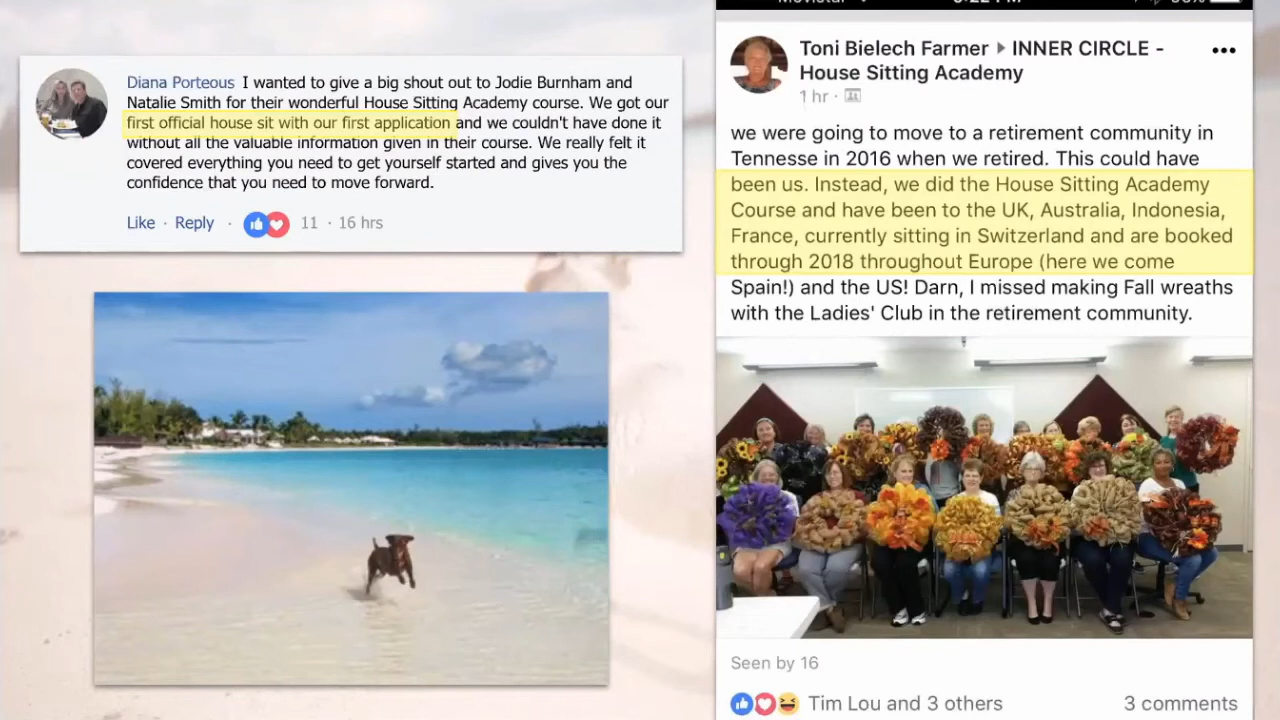 Diana Porteous I wanted to give a big shout out to Jodie Burnham and
Natalie Smith for their wonderful House Sitting Academy course. We got our
first official house sit with our first application and we couldn't have done it
without all the valuable information given in their course. We really felt it
covered everything you need to get yourself started and gives you the
confidence that you need to move forward.
Like · Reply · 11 · 16 hrs
Toni Bielech Farmer ▸ INNER CIRCLE -
House Sitting Academy
1 hr ·
we were going to move to a retirement community in
Tennesse in 2016 when we retired. This could have
been us. Instead, we did the House Sitting Academy
Course and have been to the UK, Australia, Indonesia,
France, currently sitting in Switzerland and are booked
through 2018 throughout Europe (here we come
Spain!) and the US! Darn, I missed making Fall wreaths
with the Ladies' Club in the retirement community.
Seen by 16
Tim Lou and 3 others 3 comments